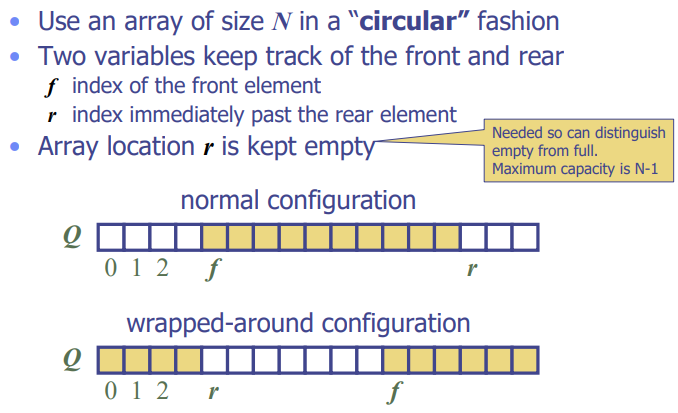 • Use an array of size N in a “circular” fashion
• Two variables keep track of the front and rear
f index of the front element
r index immediately past the rear element
• Array location r is kept empty
Needed so can distinguish
empty from full.
Maximum capacity is N-1
normal configuration
Q
0 1 2 f r
wrapped-around configuration
Q
0 1 2 r f